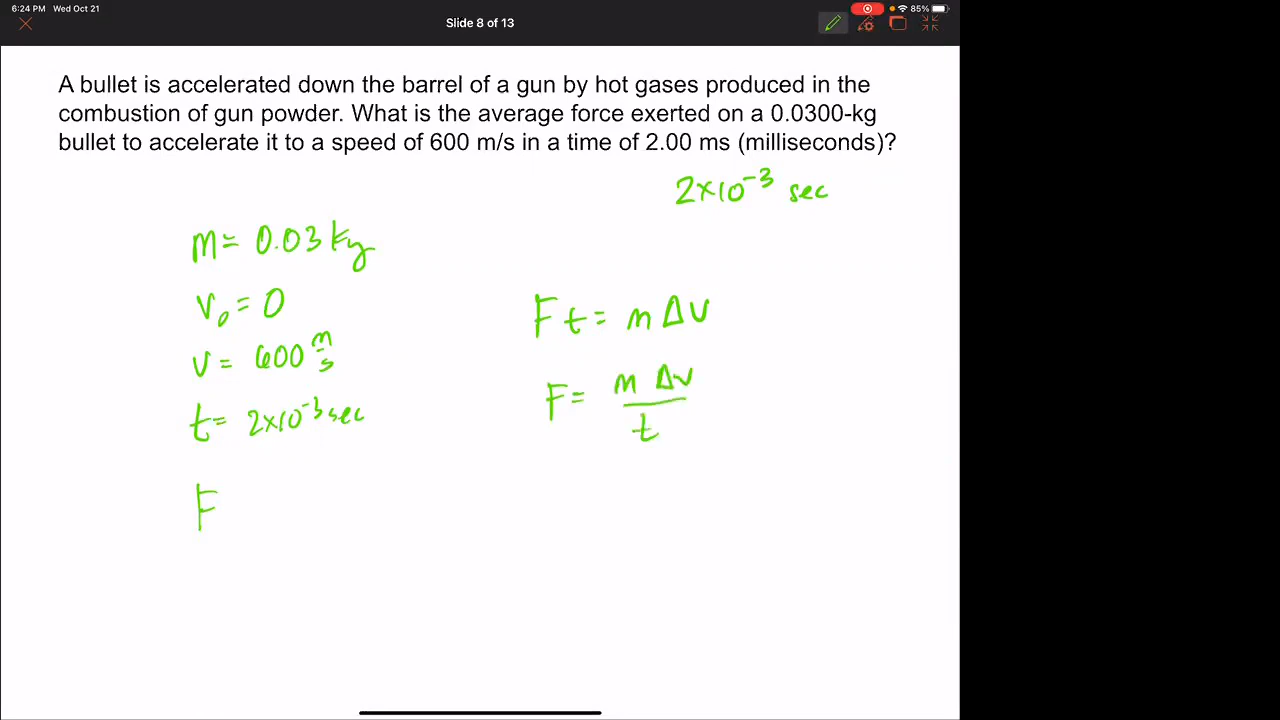 6:24 PM Wed Oct 21
85%
Slide 8 of 13
A bullet is accelerated down the barrel of a gun by hot gases produced in the
combustion of gun powder. What is the average force exerted on a 0.0300-kg
bullet to accelerate it to a speed of 600 m/s in a time of 2.00 ms (milliseconds)?
2×10⁻³ sec
m = 0.03 kg
v₀ = 0
v = 600 m/s
t = 2×10⁻³ sec
F
F t = m Δv
F = m Δv / t